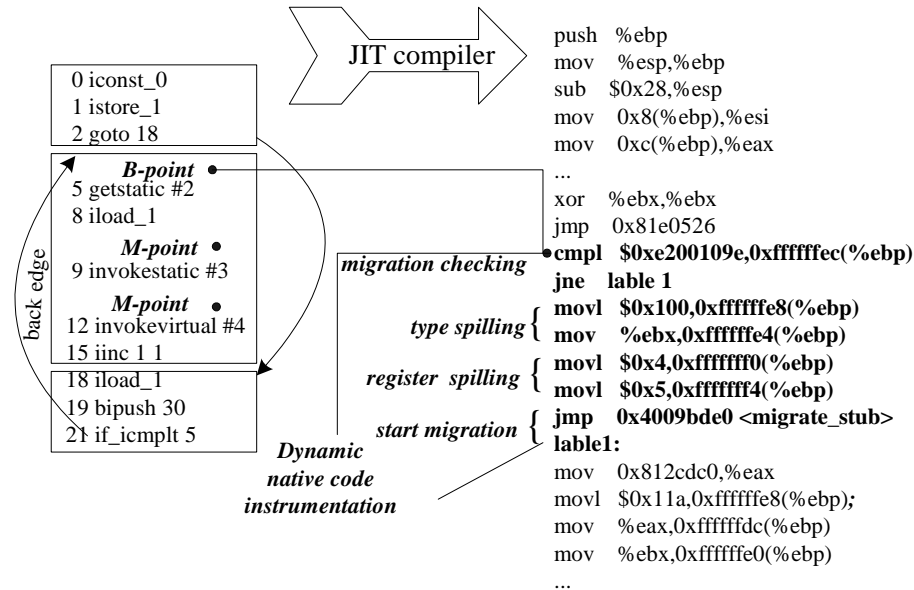 JIT compiler
0 iconst_0
1 istore_1
2 goto 18
B-point
5 getstatic #2
8 iload_1
M-point
9 invokestatic #3
M-point
12 invokevirtual #4
15 iinc 1 1
18 iload_1
19 bipush 30
21 if_icmplt 5
back edge
migration checking
type spilling {
register spilling {
start migration {
Dynamic
native code
instrumentation
push %ebp
mov %esp,%ebp
sub $0x28,%esp
mov 0x8(%ebp),%esi
mov 0xc(%ebp),%eax
...
xor %ebx,%ebx
jmp 0x81e0526
cmpl $0xe200109e,0xffffffec(%ebp)
jne lable 1
movl $0x100,0xffffffe8(%ebp)
mov %ebx,0xffffffe4(%ebp)
movl $0x4,0xfffffff0(%ebp)
movl $0x5,0xfffffff4(%ebp)
jmp 0x4009bde0 <migrate_stub>
lable1:
mov 0x812cdc0,%eax
movl $0x11a,0xffffffe8(%ebp);
mov %eax,0xffffffdc(%ebp)
mov %ebx,0xffffffe0(%ebp)
...